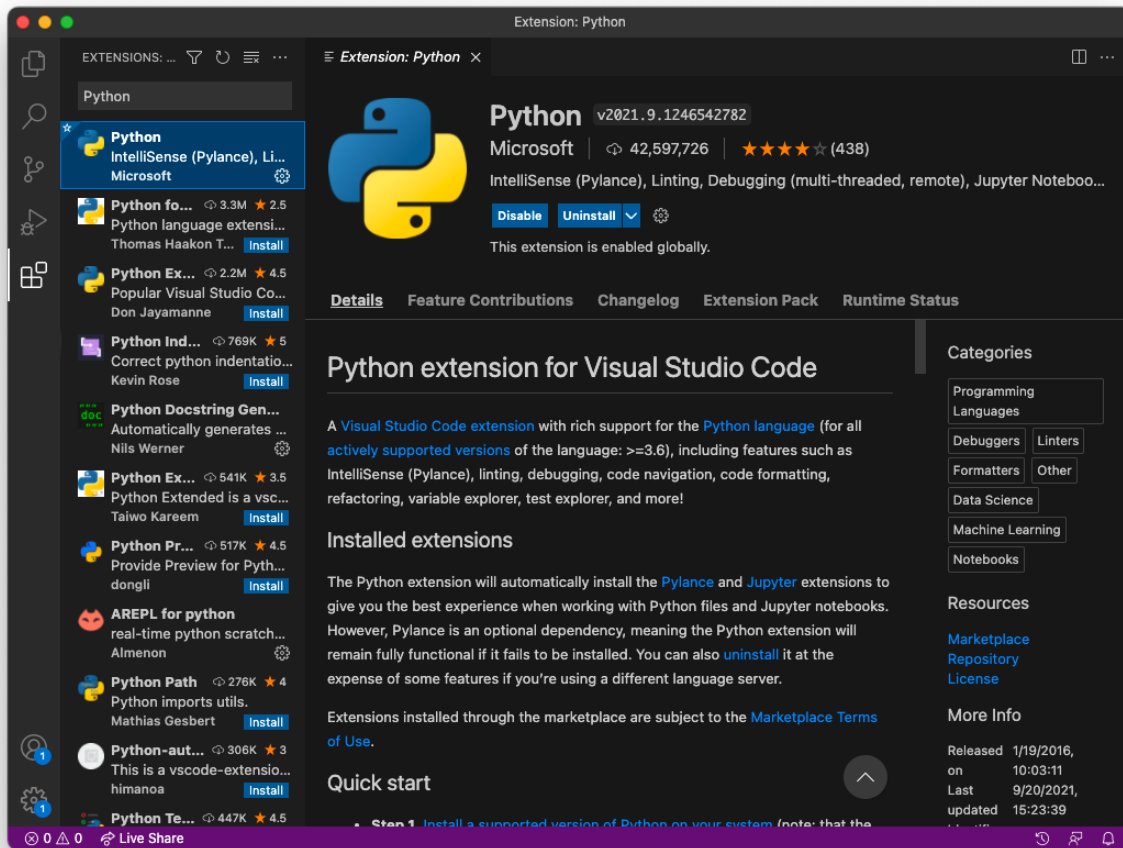 Extension: Python
EXTENSIONS: ...
Python
Python
IntelliSense (Pylance), Li...
Microsoft
Python fo... 3.3M 2.5
Python language extensi...
Thomas Haakon T... Install
Python Ex... 2.2M 4.5
Popular Visual Studio Co...
Don Jayamanne Install
Python Ind... 769K 5
Correct python indentatio...
Kevin Rose Install
doc
Python Docstring Gen...
Automatically generates ...
Nils Werner
Python Ex... 541K 3.5
Python Extended is a vsc...
Taiwo Kareem Install
Python Pr... 517K 4.5
Provide Preview for Pyth...
dongli Install
AREPL for python
real-time python scratch...
Almenon
Python Path 276K 4
Python imports utils.
Mathias Gesbert Install
Python-aut... 306K 3
This is a vscode-extensio...
himanoa Install
Python Te... 447K 4.5
1
1
Extension: Python
Python v2021.9.1246542782
Microsoft 42,597,726 (438)
IntelliSense (Pylance), Linting, Debugging (multi-threaded, remote), Jupyter Noteboo...
Disable Uninstall
This extension is enabled globally.
Details Feature Contributions Changelog Extension Pack Runtime Status
Python extension for Visual Studio Code
A Visual Studio Code extension with rich support for the Python language (for all
actively supported versions of the language: >=3.6), including features such as
IntelliSense (Pylance), linting, debugging, code navigation, code formatting,
refactoring, variable explorer, test explorer, and more!
Installed extensions
The Python extension will automatically install the Pylance and Jupyter extensions to
give you the best experience when working with Python files and Jupyter notebooks.
However, Pylance is an optional dependency, meaning the Python extension will
remain fully functional if it fails to be installed. You can also uninstall it at the
expense of some features if you're using a different language server.
Extensions installed through the marketplace are subject to the Marketplace Terms
of Use.
Quick start
Step 1. Install a supported version of Python on your system (note: that the
Categories
Programming
Languages
Debuggers Linters
Formatters Other
Data Science
Machine Learning
Notebooks
Resources
Marketplace
Repository
License
More Info
Released 1/19/2016,
on 10:03:11
Last 9/20/2021,
updated 15:23:39
0 0 Live Share